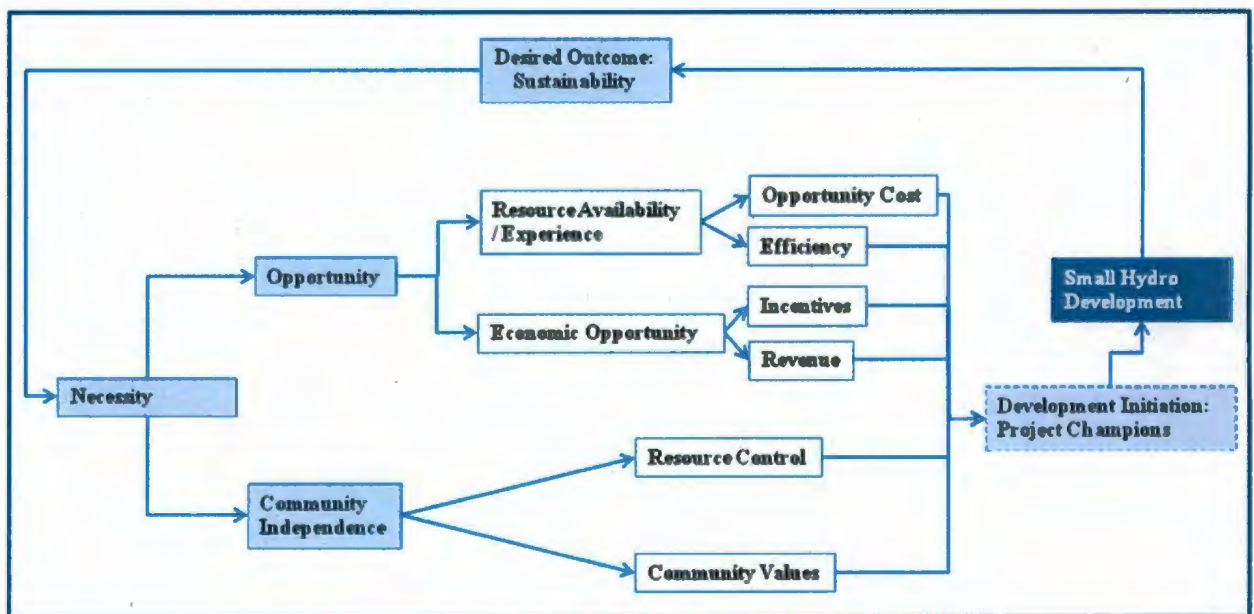 Desired Outcome:
Sustainability
Opportunity Cost
Resource Availability
/ Experience
Efficiency
Opportunity
Small Hydro
Development
Incentives
Economic Opportunity
Revenue
Necessity
Development Initiation:
Project Champions
Resource Control
Community
Independence
Community Values